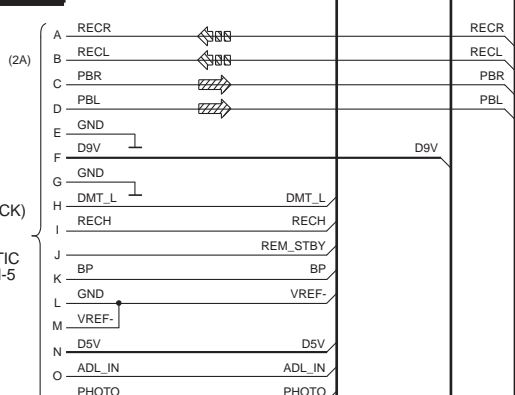 A RECR RECR
(2A) B RECL RECL
C PBR PBR
D PBL PBL
E GND
F D9V D9V
G GND
H DMT_L DMT_L
CK)
I RECH RECH
J REM_STBY
TIC
K BP BP
-5
L GND VREF-
M VREF-
N D5V D5V
O ADL_IN ADL_IN
PHOTO PHOTO